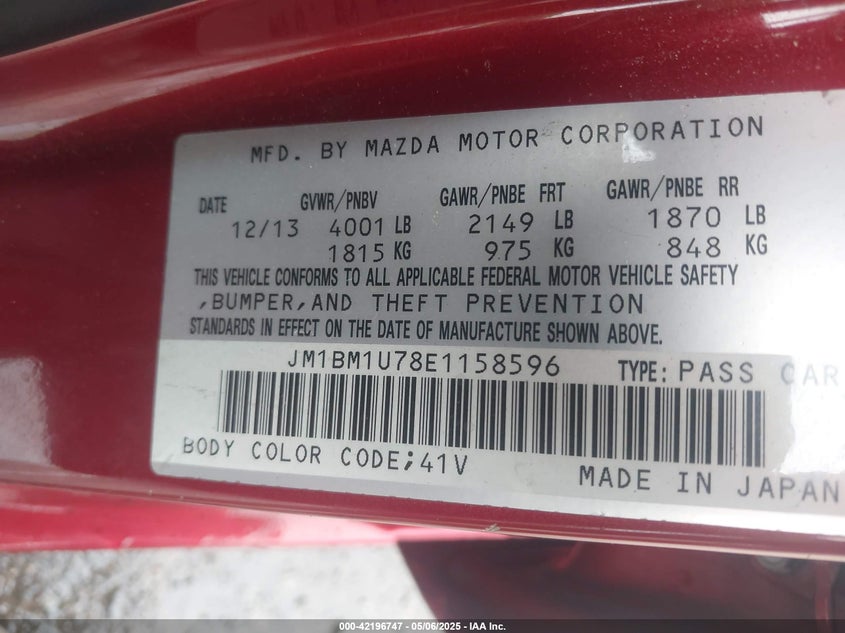 MFD. BY MAZDA MOTOR CORPORATION
DATE GVWR/PNBV GAWR/PNBE FRT GAWR/PNBE RR
12/13 4001 LB 2149 LB 1870 LB
1815 KG 975 KG 848 KG
THIS VEHICLE CONFORMS TO ALL APPLICABLE FEDERAL MOTOR VEHICLE SAFETY
,BUMPER,AND THEFT PREVENTION
STANDARDS IN EFFECT ON THE DATE OF MANUFACTURE SHOWN ABOVE.
JM1BM1U78E1158596 TYPE: PASS CAR
BODY COLOR CODE;41V
MADE IN JAPAN
000-42196747 - 05/06/2025 - IAA Inc.